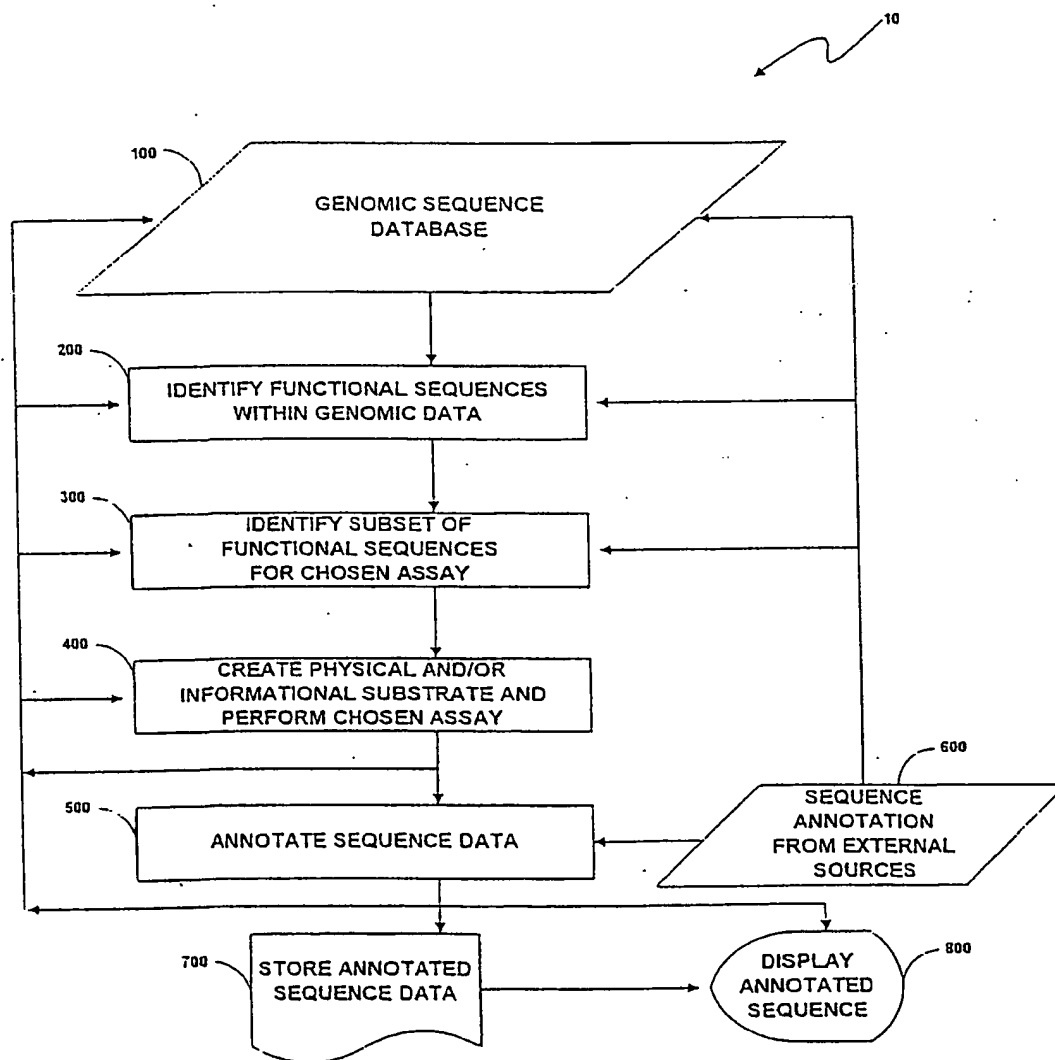 10
100
GENOMIC SEQUENCE
DATABASE
200
IDENTIFY FUNCTIONAL SEQUENCES
WITHIN GENOMIC DATA
300
IDENTIFY SUBSET OF
FUNCTIONAL SEQUENCES
FOR CHOSEN ASSAY
400
CREATE PHYSICAL AND/OR
INFORMATIONAL SUBSTRATE AND
PERFORM CHOSEN ASSAY
500
ANNOTATE SEQUENCE DATA
600
SEQUENCE
ANNOTATION
FROM EXTERNAL
SOURCES
700
STORE ANNOTATED
SEQUENCE DATA
800
DISPLAY
ANNOTATED
SEQUENCE